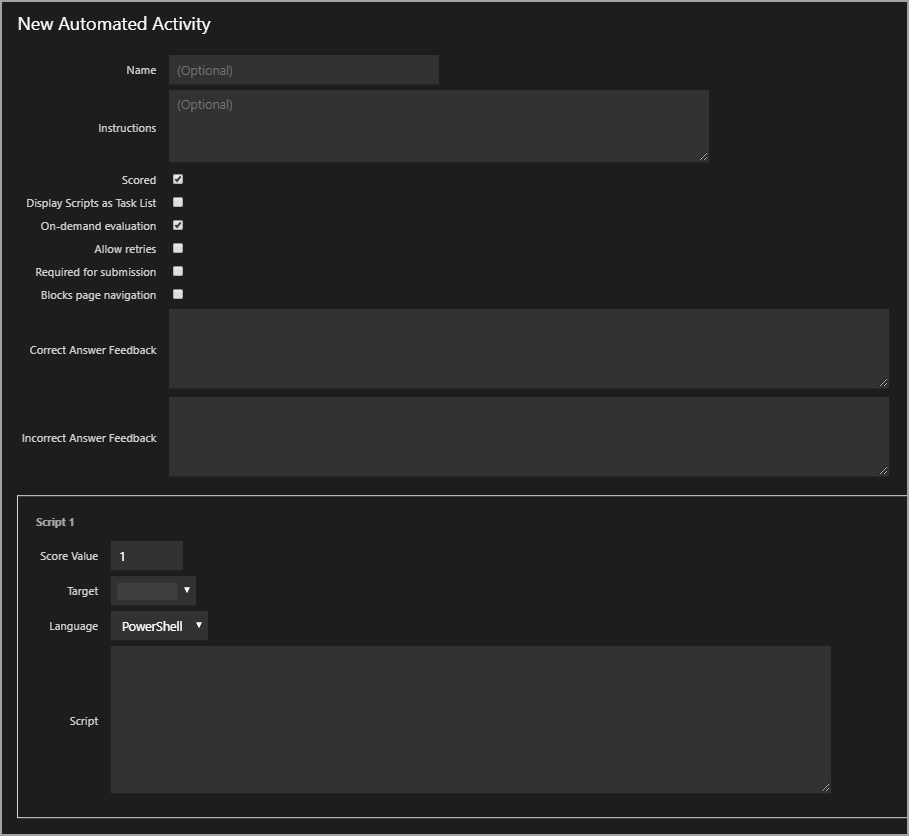 New Automated Activity
Name (Optional)
Instructions (Optional)
Scored
Display Scripts as Task List
On-demand evaluation
Allow retries
Required for submission
Blocks page navigation
Correct Answer Feedback
Incorrect Answer Feedback
Script 1
Score Value 1
Target
Language PowerShell
Script